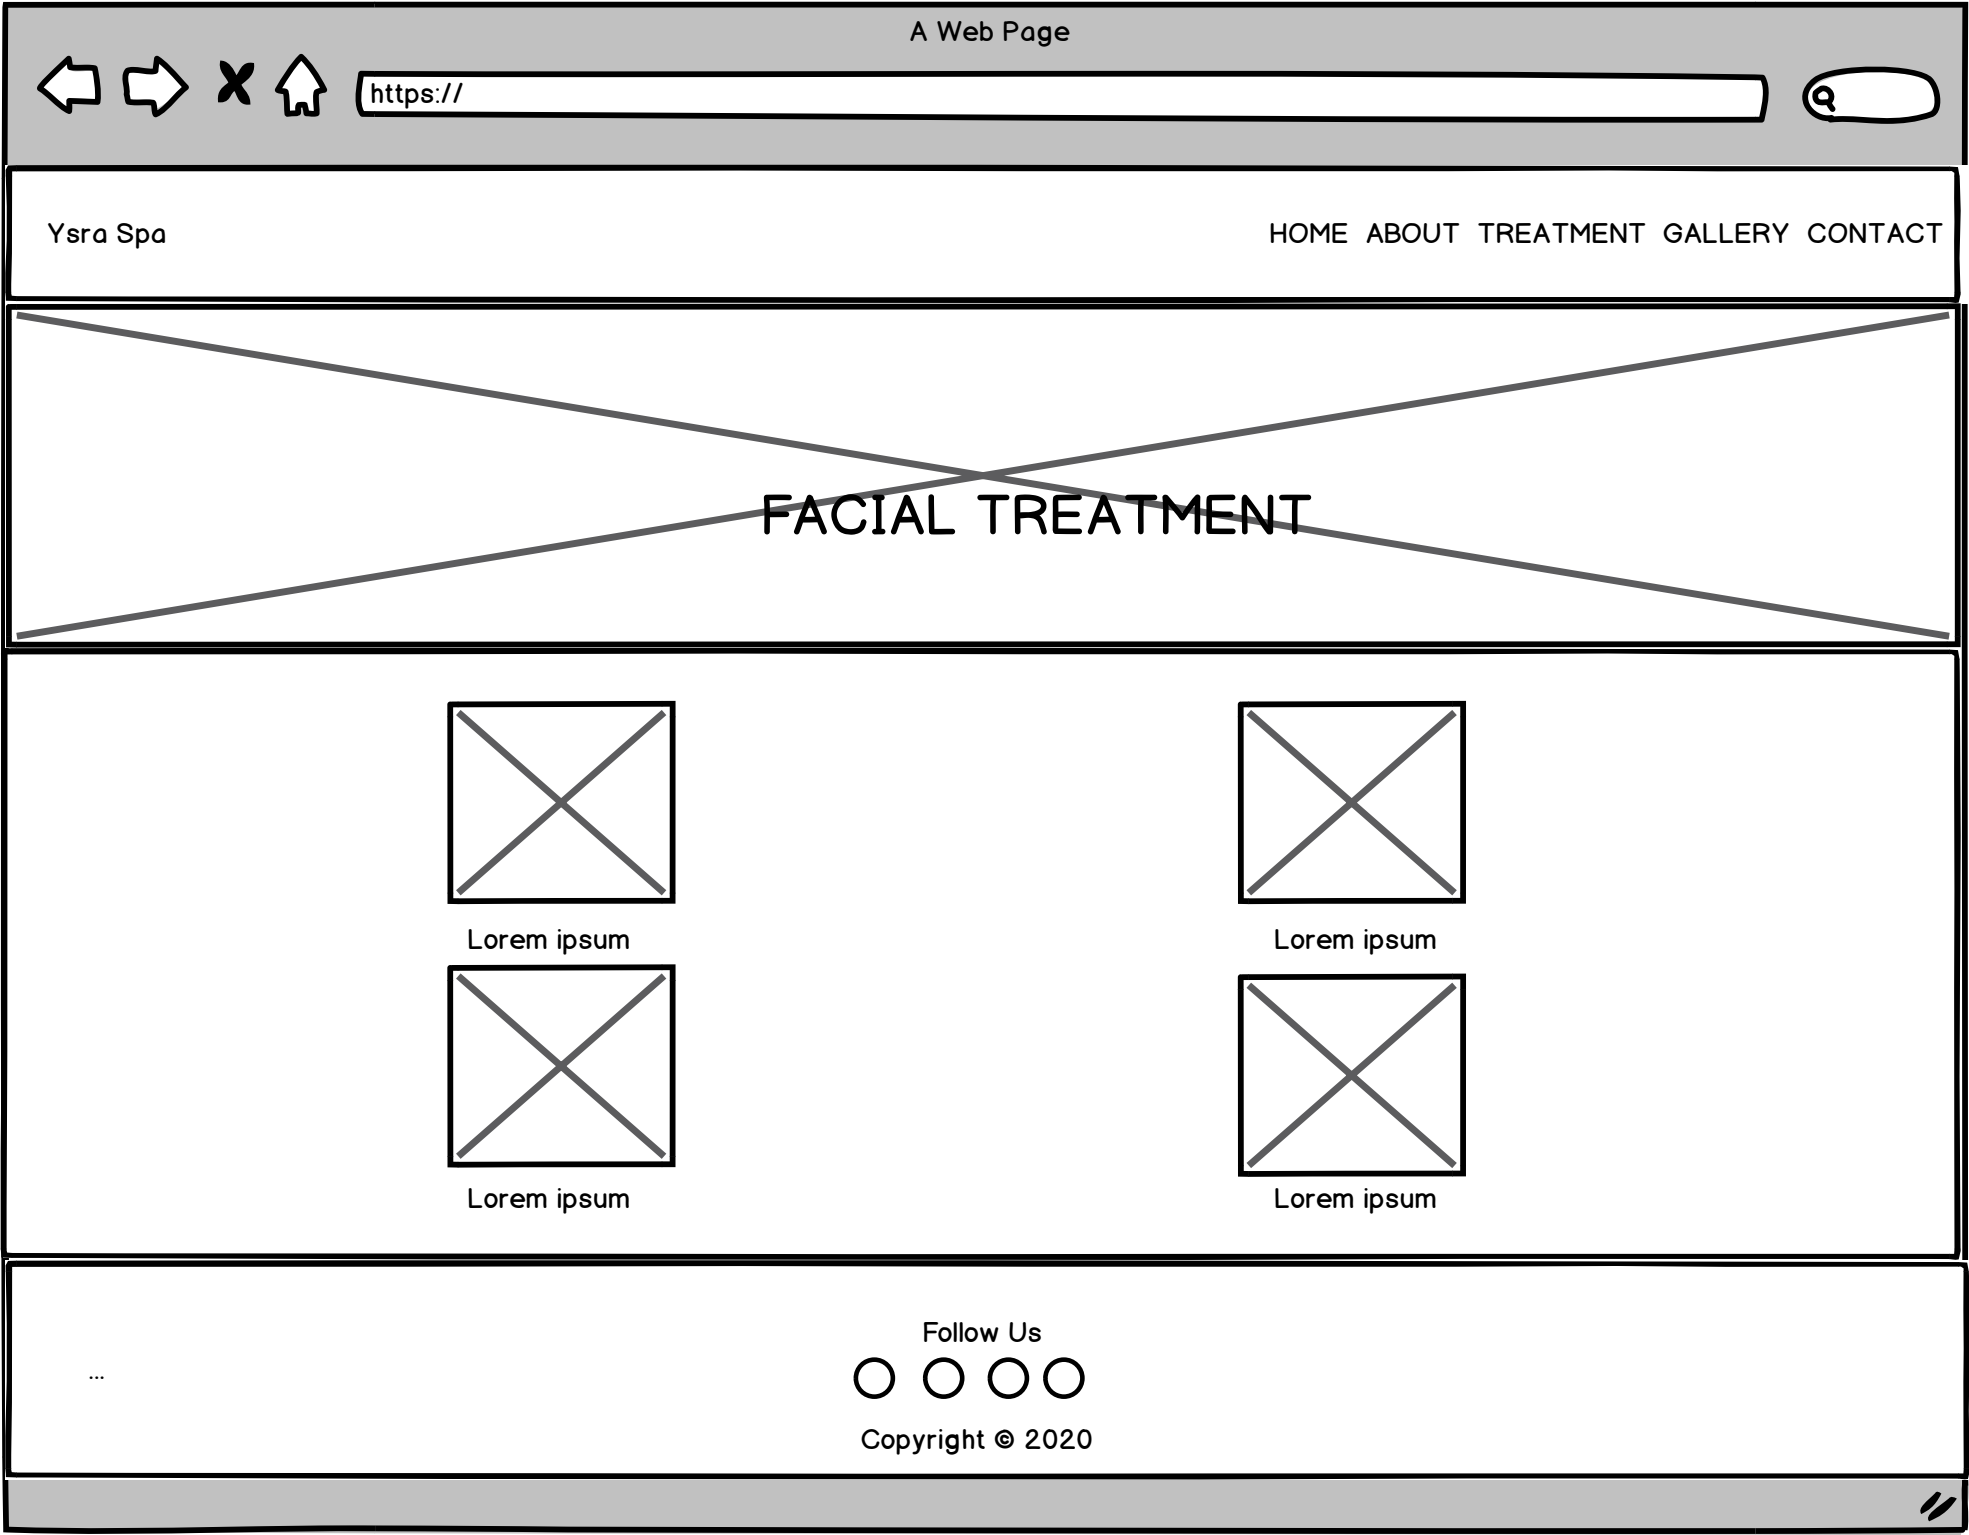 A Web Page
https://
Ysra Spa
HOME ABOUT TREATMENT GALLERY CONTACT
FACIAL TREATMENT
Lorem ipsum
Lorem ipsum
Lorem ipsum
Lorem ipsum
Follow Us
...
Copyright © 2020